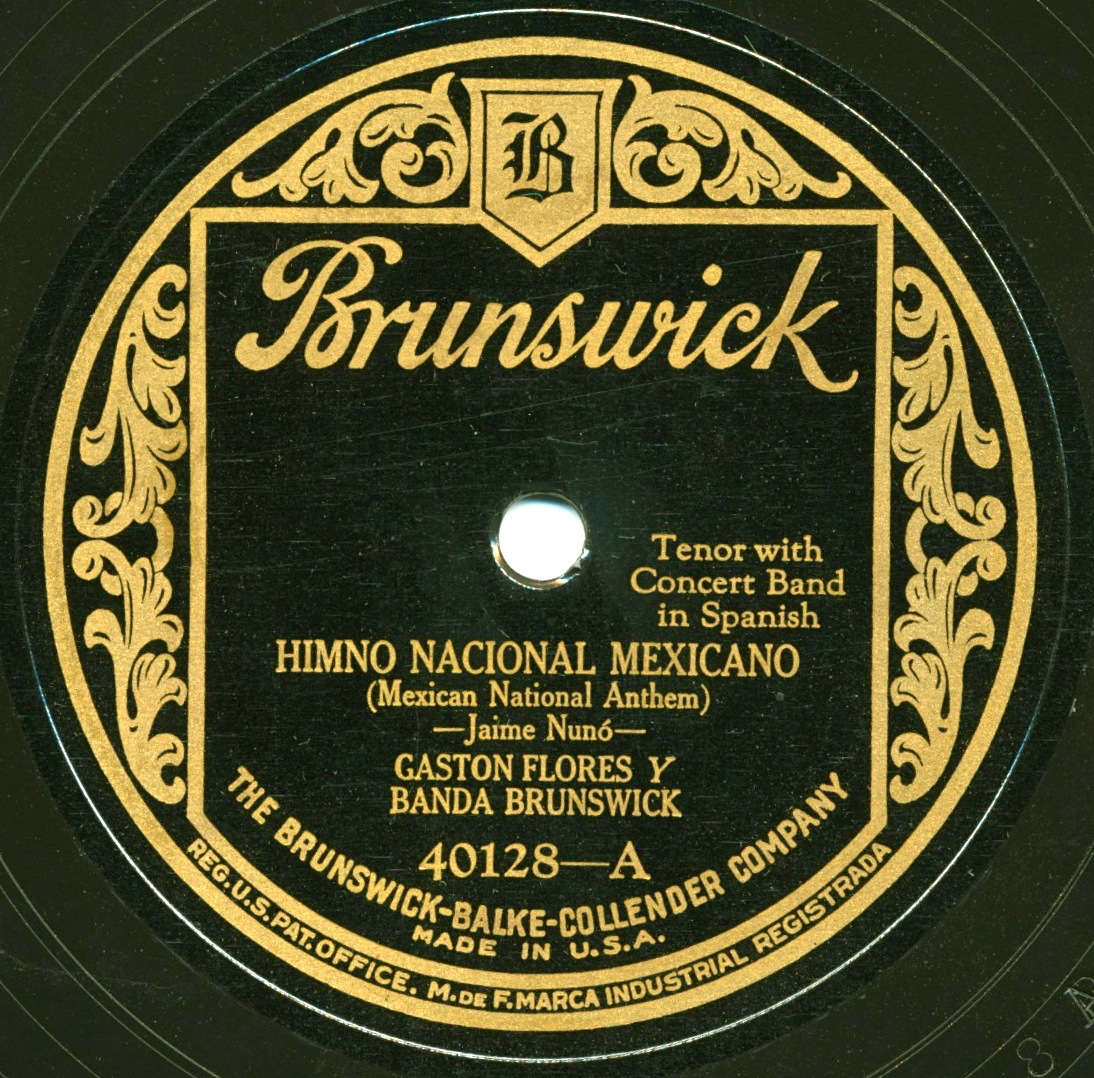 B
Brunswick
Tenor with
Concert Band
in Spanish
HIMNO NACIONAL MEXICANO
(Mexican National Anthem)
—Jaime Nunó—
GASTON FLORES Y
BANDA BRUNSWICK
40128—A
THE BRUNSWICK-BALKE-COLLENDER COMPANY
MADE IN U.S.A.
REG.U.S.PAT.OFFICE. M.DE F.MARCA INDUSTRIAL REGISTRADA
8